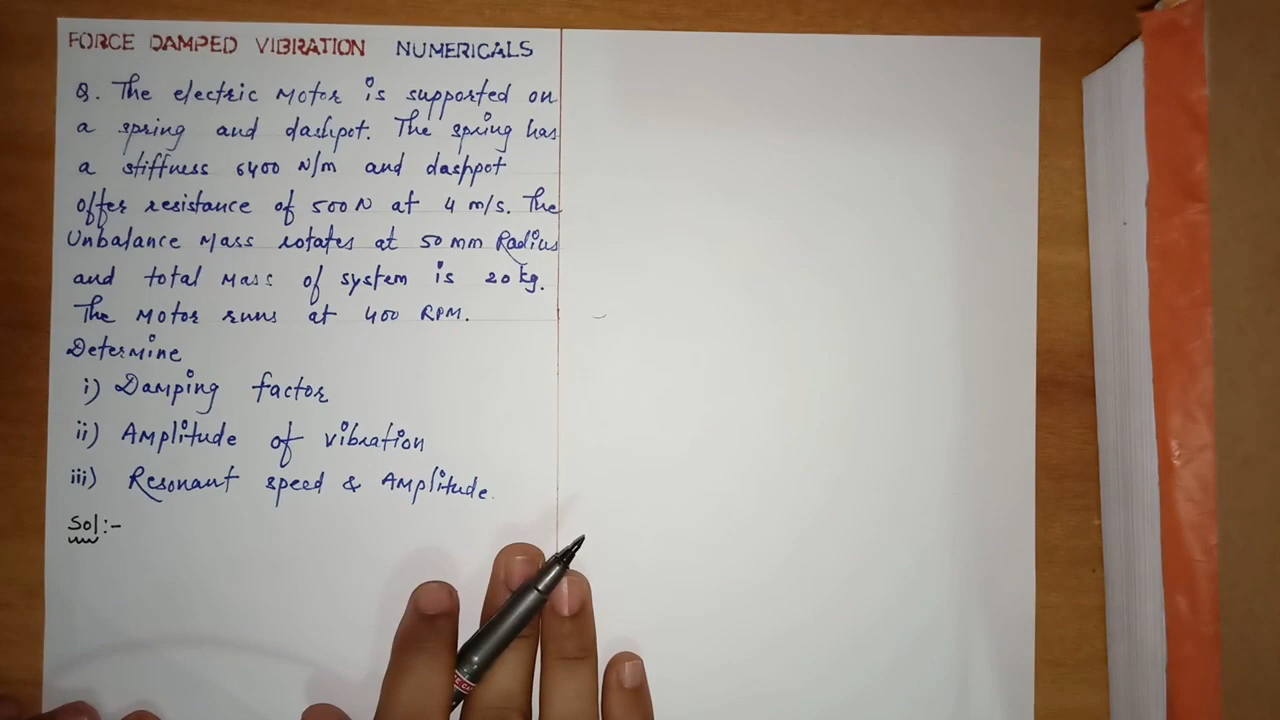 FORCE DAMPED VIBRATION NUMERICALS
Q. The electric Motor is supported on
a spring and dashpot. The spring has
a stiffness 6400 N/m and dashpot
offer resistance of 500N at 4 m/s. The
Unbalance Mass rotates at 50 mm Radius
and total Mass of system is 20 kg.
The Motor runs at 400 RPM.
Determine
i) Damping factor
ii) Amplitude of vibration
iii) Resonant speed & Amplitude.
Sol:-